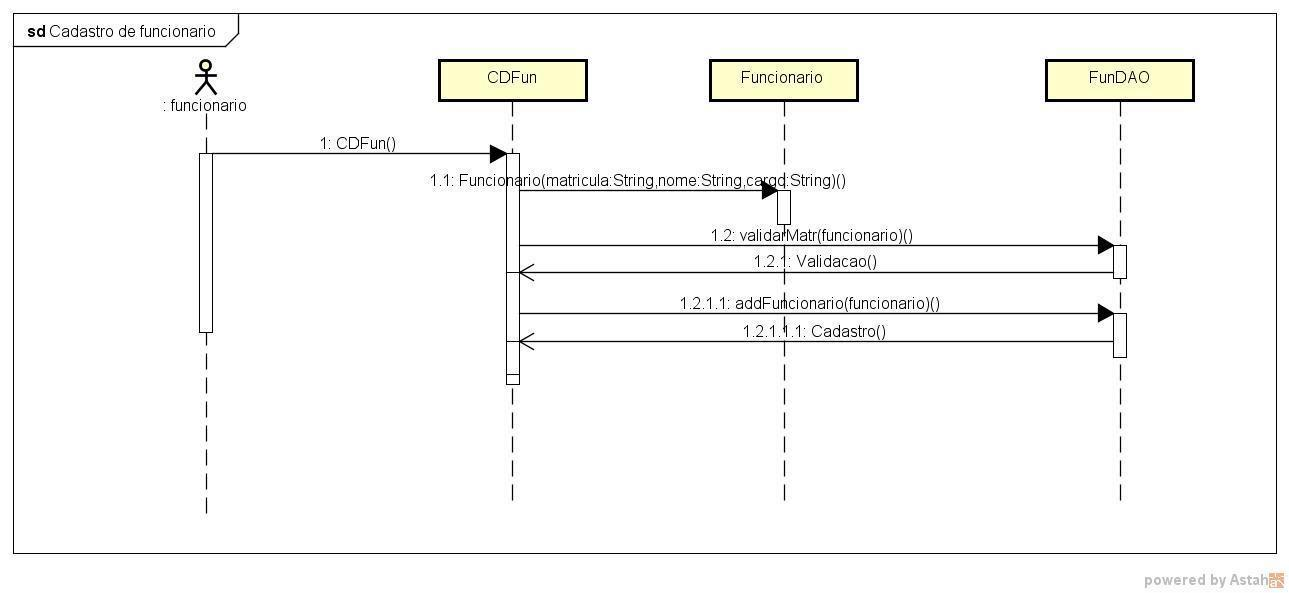 sd Cadastro de funcionario
: funcionario
CDFun
Funcionario
FunDAO
1: CDFun()
1.1: Funcionario(matricula:String,nome:String,cargo:String)()
1.2: validarMatr(funcionario)()
1.2.1: Validacao()
1.2.1.1: addFuncionario(funcionario)()
1.2.1.1.1: Cadastro()
powered by Astah